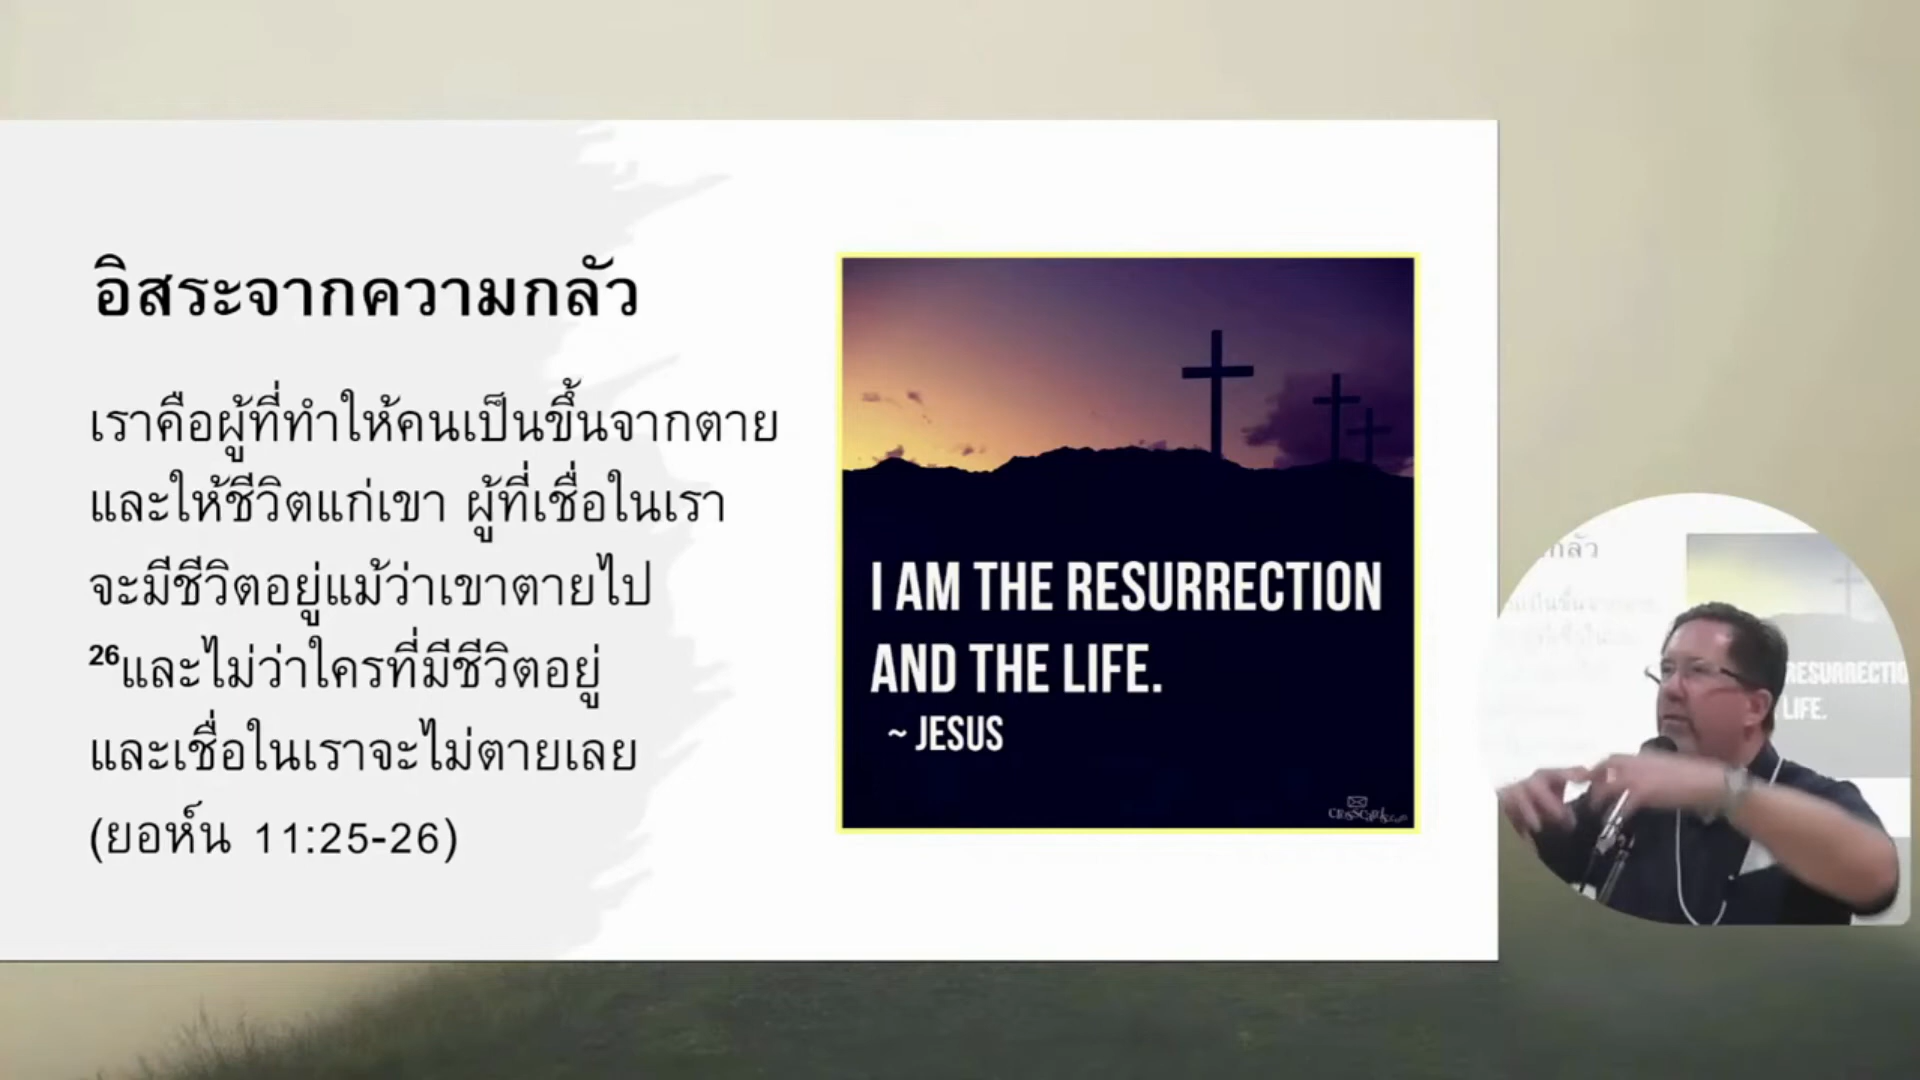 อิสระจากความกลัว
เราคือผู้ที่ทำให้คนเป็นขึ้นจากตาย
และให้ชีวิตแก่เขา ผู้ที่เชื่อในเรา
จะมีชีวิตอยู่แม้ว่าเขาตายไป
²⁶และไม่ว่าใครที่มีชีวิตอยู่
และเชื่อในเราจะไม่ตายเลย
(ยอห์น 11:25-26)
I AM THE RESURRECTION
AND THE LIFE.
~ JESUS
กลัว
RESURRECTIO
LIFE.